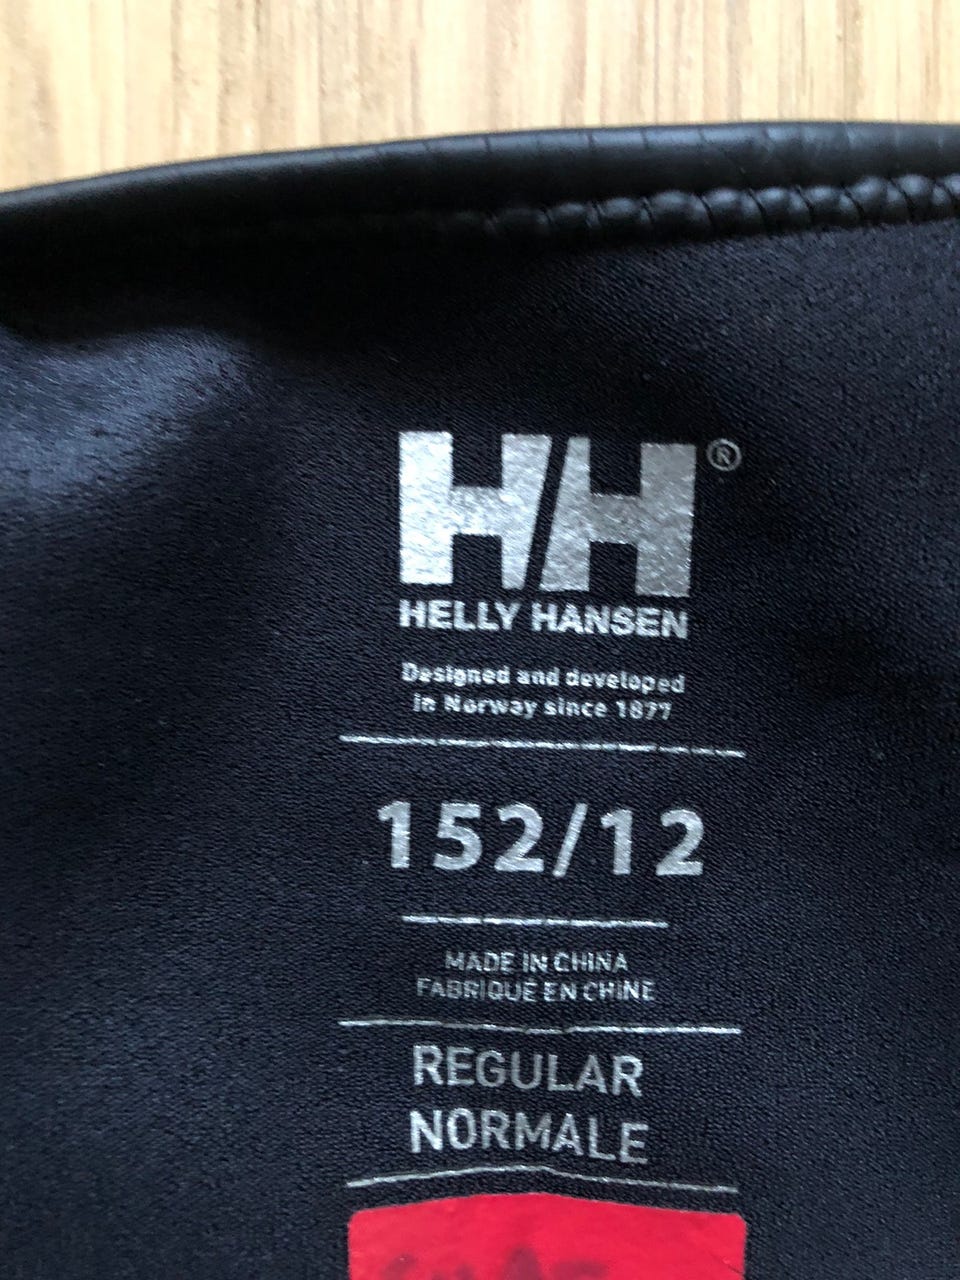 HH®
HELLY HANSEN
Designed and developed
in Norway since 1877
152/12
MADE IN CHINA
FABRIQUÉ EN CHINE
REGULAR
NORMALE